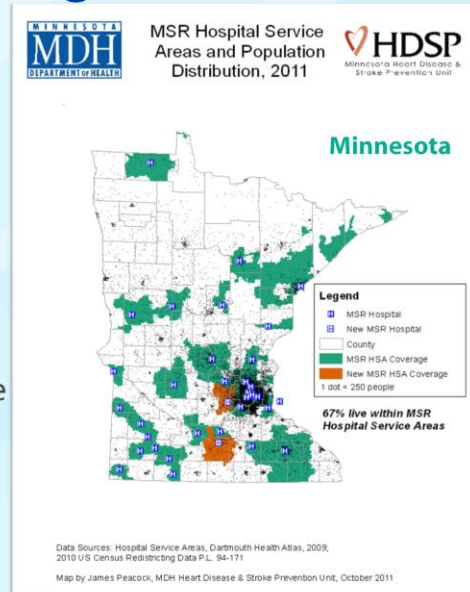 MINNESOTA
MDH
DEPARTMENT of HEALTH
MSR Hospital Service
Areas and Population
Distribution, 2011
HDSP
Minnesota Heart Disease &
Stroke Prevention Unit
Minnesota
Legend
H MSR Hospital
H New MSR Hospital
County
MSR HSA Coverage
New MSR HSA Coverage
1 dot = 250 people
67% live within MSR
Hospital Service Areas
Data Sources: Hospital Service Areas, Dartmouth Health Atlas, 2009;
2010 US Census Redistricting Data P.L. 94-171
Map by James Peacock, MDH Heart Disease & Stroke Prevention Unit, October 2011